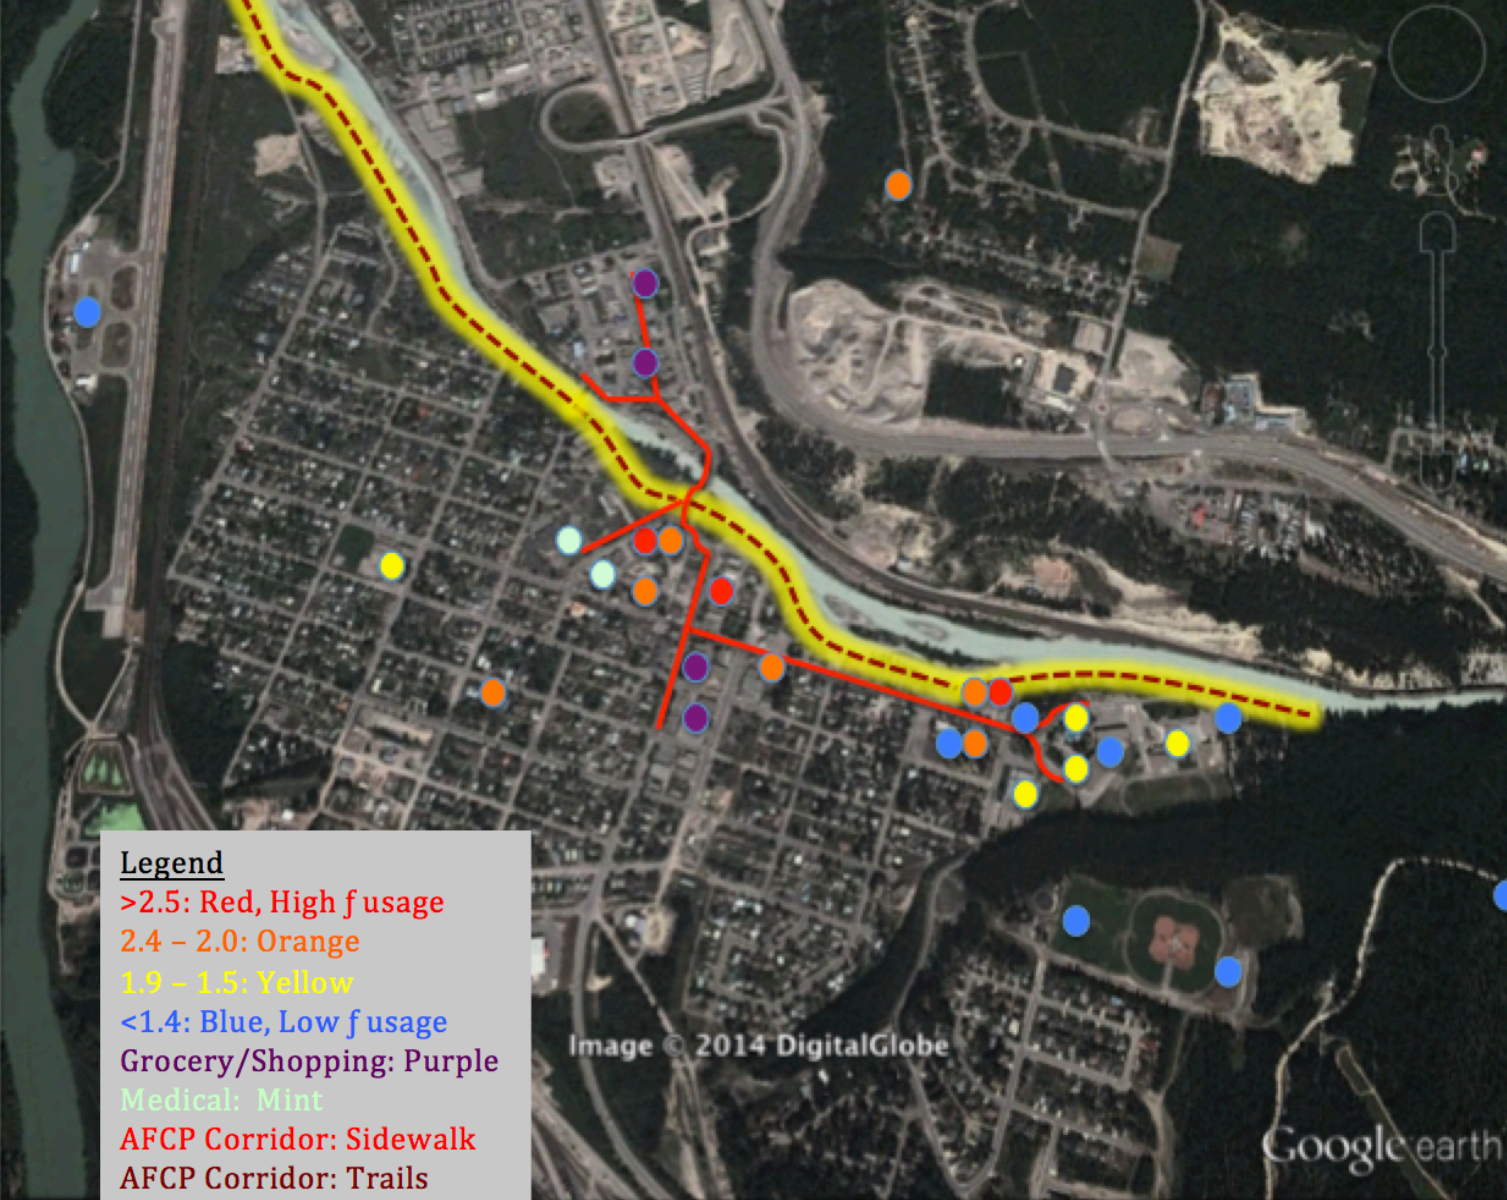 Legend
>2.5: Red, High ƒ usage
2.4 – 2.0: Orange
1.9 – 1.5: Yellow
<1.4: Blue, Low ƒ usage
Grocery/Shopping: Purple
Medical:  Mint
AFCP Corridor: Sidewalk
AFCP Corridor: Trails
Image © 2014 DigitalGlobe
Google earth